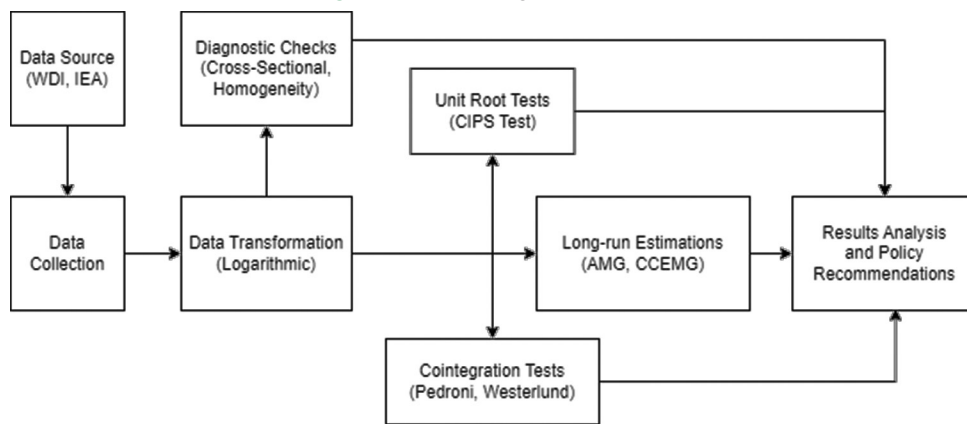 Data Source
(WDI, IEA)
Diagnostic Checks
(Cross-Sectional,
Homogeneity)
Unit Root Tests
(CIPS Test)
Data
Collection
Data Transformation
(Logarithmic)
Long-run Estimations
(AMG, CCEMG)
Results Analysis
and Policy
Recommendations
Cointegration Tests
(Pedroni, Westerlund)